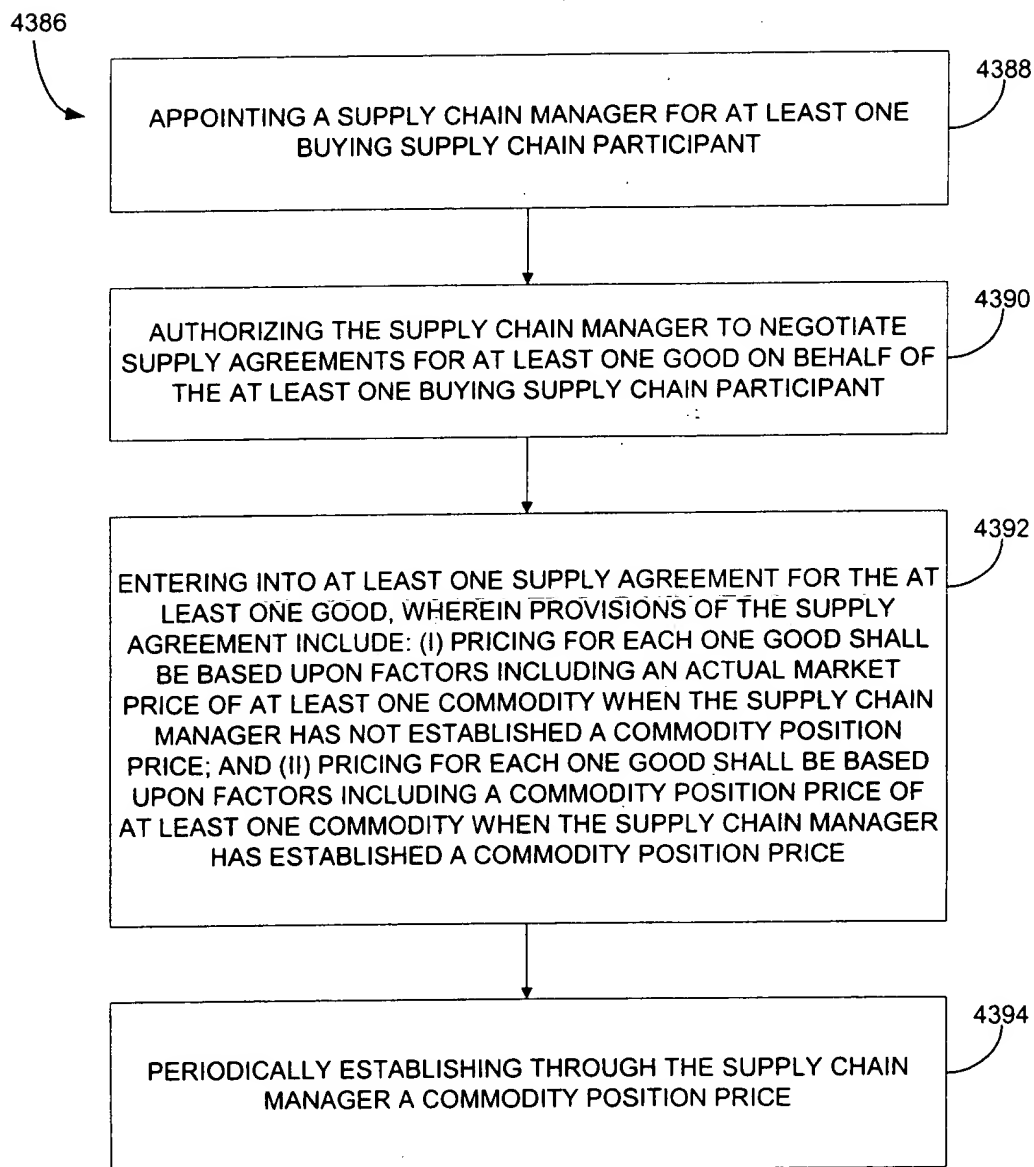 4386
4388
APPOINTING A SUPPLY CHAIN MANAGER FOR AT LEAST ONE
BUYING SUPPLY CHAIN PARTICIPANT
4390
AUTHORIZING THE SUPPLY CHAIN MANAGER TO NEGOTIATE
SUPPLY AGREEMENTS FOR AT LEAST ONE GOOD ON BEHALF OF
THE AT LEAST ONE BUYING SUPPLY CHAIN PARTICIPANT
4392
ENTERING INTO AT LEAST ONE SUPPLY AGREEMENT FOR THE AT
LEAST ONE GOOD, WHEREIN PROVISIONS OF THE SUPPLY
AGREEMENT INCLUDE: (I) PRICING FOR EACH ONE GOOD SHALL
BE BASED UPON FACTORS INCLUDING AN ACTUAL MARKET
PRICE OF AT LEAST ONE COMMODITY WHEN THE SUPPLY CHAIN
MANAGER HAS NOT ESTABLISHED A COMMODITY POSITION
PRICE; AND (II) PRICING FOR EACH ONE GOOD SHALL BE BASED
UPON FACTORS INCLUDING A COMMODITY POSITION PRICE OF
AT LEAST ONE COMMODITY WHEN THE SUPPLY CHAIN MANAGER
HAS ESTABLISHED A COMMODITY POSITION PRICE
4394
PERIODICALLY ESTABLISHING THROUGH THE SUPPLY CHAIN
MANAGER A COMMODITY POSITION PRICE